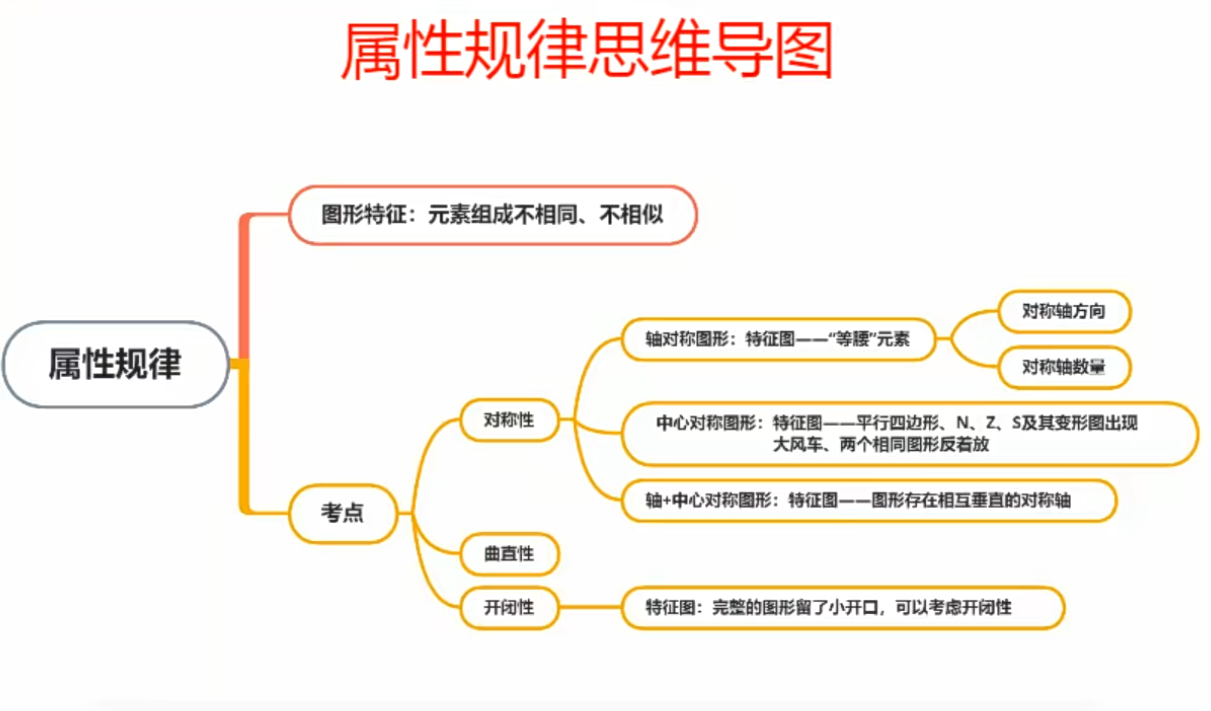 属性规律思维导图
图形特征：元素组成不相同、不相似
属性规律
考点
对称性
轴对称图形：特征图——“等腰”元素
对称轴方向
对称轴数量
中心对称图形：特征图——平行四边形、N、Z、S及其变形图出现
大风车、两个相同图形反着放
轴+中心对称图形：特征图——图形存在相互垂直的对称轴
曲直性
开闭性
特征图：完整的图形留了小开口，可以考虑开闭性